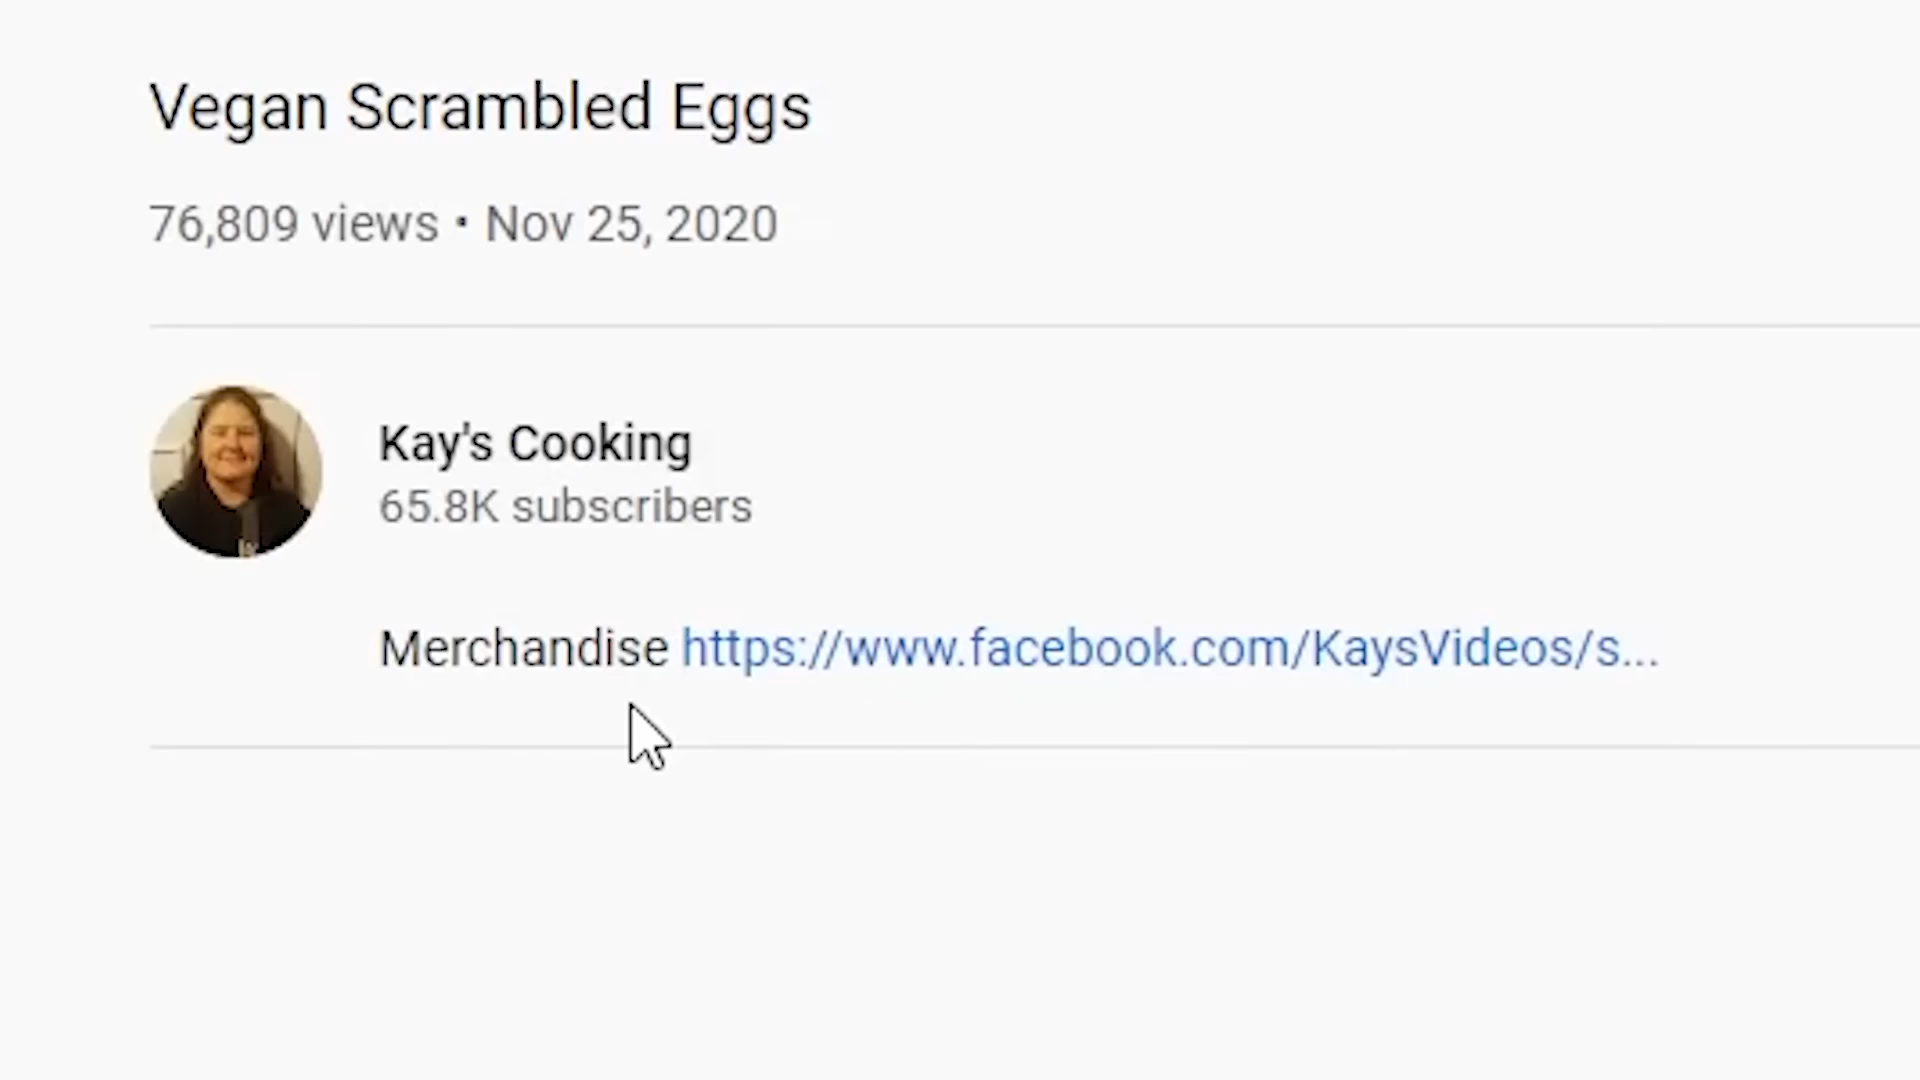 Vegan Scrambled Eggs
76,809 views • Nov 25, 2020
Kay's Cooking
65.8K subscribers
Merchandise https://www.facebook.com/KaysVideos/s...